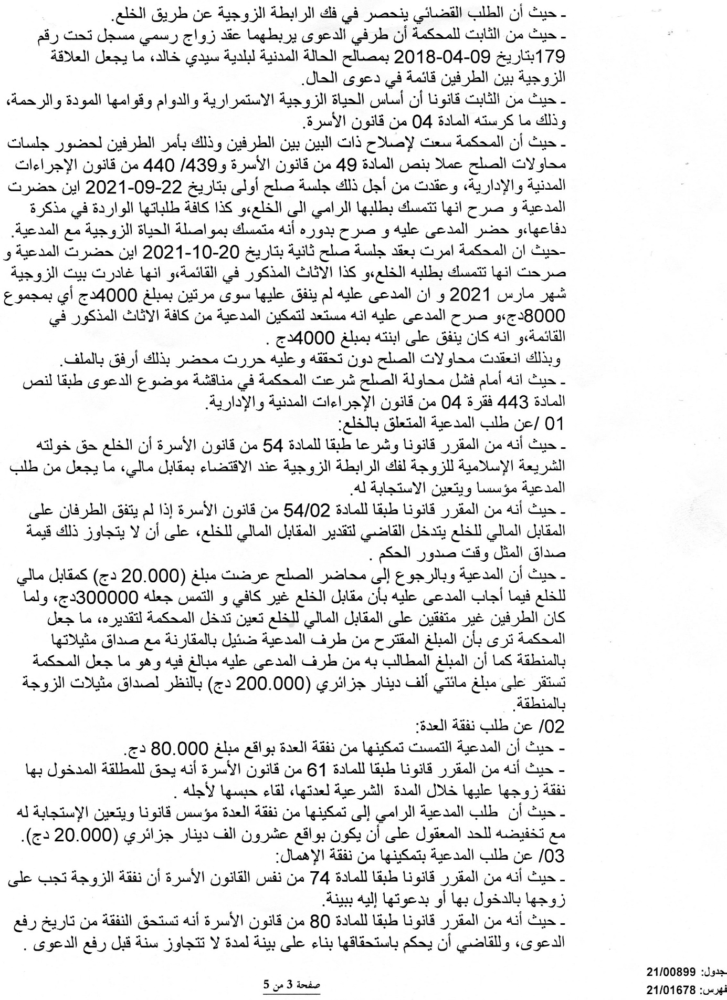 ـ حيث أن الطلب القضائي ينحصر في فك الرابطة الزوجية عن طريق الخلع.
ـ حيث من الثابت للمحكمة أن طرفي الدعوى يربطهما عقد زواج رسمي مسجل تحت رقم
179بتاريخ 09-04-2018 بمصالح الحالة المدنية لبلدية سيدي خالد، ما يجعل العلاقة
الزوجية بين الطرفين قائمة في دعوى الحال.
ـ حيث من الثابت قانونا أن أساس الحياة الزوجية الاستمرارية والدوام وقوامها المودة والرحمة،
وذلك ما كرسته المادة 04 من قانون الأسرة.
ـ حيث أن المحكمة سعت لإصلاح ذات البين بين الطرفين وذلك بأمر الطرفين لحضور جلسات
محاولات الصلح عملا بنص المادة 49 من قانون الأسرة و439/ 440 من قانون الإجراءات
المدنية والإدارية، وعقدت من أجل ذلك جلسة صلح أولى بتاريخ 22-09-2021 اين حضرت
المدعية و صرح انها تتمسك بطلبها الرامي الى الخلع،و كذا كافة طلباتها الواردة في مذكرة
دفاعها،و حضر المدعى عليه و صرح بدوره أنه متمسك بمواصلة الحياة الزوجية مع المدعية.
-حيث ان المحكمة امرت بعقد جلسة صلح ثانية بتاريخ 20-10-2021 اين حضرت المدعية و
صرحت انها تتمسك بطلبه الخلع،و كذا الاثاث المذكور في القائمة،و انها غادرت بيت الزوجية
شهر مارس 2021 و ان المدعى عليه لم ينفق عليها سوى مرتين بمبلغ 4000دج أي بمجموع
8000دج،و صرح المدعى عليه انه مستعد لتمكين المدعية من كافة الاثاث المذكور في
القائمة،و انه كان ينفق على ابنته بمبلغ 4000دج .
وبذلك انعقدت محاولات الصلح دون تحققه وعليه حررت محضر بذلك أرفق بالملف.
ـ حيث انه أمام فشل محاولة الصلح شرعت المحكمة في مناقشة موضوع الدعوى طبقا لنص
المادة 443 فقرة 04 من قانون الإجراءات المدنية والإدارية.
01 /عن طلب المدعية المتعلق بالخلع:
ـ حيث أنه من المقرر قانونا وشرعا طبقا للمادة 54 من قانون الأسرة أن الخلع حق خولته
الشريعة الإسلامية للزوجة لفك الرابطة الزوجية عند الاقتضاء بمقابل مالي، ما يجعل من طلب
المدعية مؤسسا ويتعين الاستجابة له.
ـ حيث أنه من المقرر قانونا طبقا للمادة 54/02 من قانون الأسرة إذا لم يتفق الطرفان على
المقابل المالي للخلع يتدخل القاضي لتقدير المقابل المالي للخلع، على أن لا يتجاوز ذلك قيمة
صداق المثل وقت صدور الحكم .
ـ حيث أن المدعية وبالرجوع إلى محاضر الصلح عرضت مبلغ (20.000 دج) كمقابل مالي
للخلع فيما أجاب المدعى عليه بأن مقابل الخلع غير كافي و التمس جعله 300000دج، ولما
كان الطرفين غير متفقين على المقابل المالي للخلع تعين تدخل المحكمة لتقديره، ما جعل
المحكمة ترى بأن المبلغ المقترح من طرف المدعية ضئيل بالمقارنة مع صداق مثيلاتها
بالمنطقة كما أن المبلغ المطالب به من طرف المدعى عليه مبالغ فيه وهو ما جعل المحكمة
تستقر على مبلغ مائتي ألف دينار جزائري (200.000 دج) بالنظر لصداق مثيلات الزوجة
بالمنطقة.
02/ عن طلب نفقة العدة:
- حيث أن المدعية التمست تمكينها من نفقة العدة بواقع مبلغ 80.000 دج.
- حيث أنه من المقرر قانونا طبقا للمادة 61 من قانون الأسرة أنه يحق للمطلقة المدخول بها
نفقة زوجها عليها خلال المدة الشرعية لعدتها، لقاء حبسها لأجله .
ـ حيث أن طلب المدعية الرامي إلى تمكينها من نفقة العدة مؤسس قانونا ويتعين الإستجابة له
مع تخفيضه للحد المعقول على أن يكون بواقع عشرون الف دينار جزائري (20.000 دج).
03/ عن طلب المدعية بتمكينها من نفقة الإهمال:
ـ حيث أنه من المقرر قانونا طبقا للمادة 74 من نفس القانون الأسرة أن نفقة الزوجة تجب على
زوجها بالدخول بها أو بدعوتها إليه ببينة.
ـ حيث أنه من المقرر قانونا طبقا للمادة 80 من قانون الأسرة أنه تستحق النفقة من تاريخ رفع
الدعوى، وللقاضي أن يحكم باستحقاقها بناء على بينة لمدة لا تتجاوز سنة قبل رفع الدعوى .
جدول: 21/00899
فهرس: 21/01678
صفحة 3 من 5